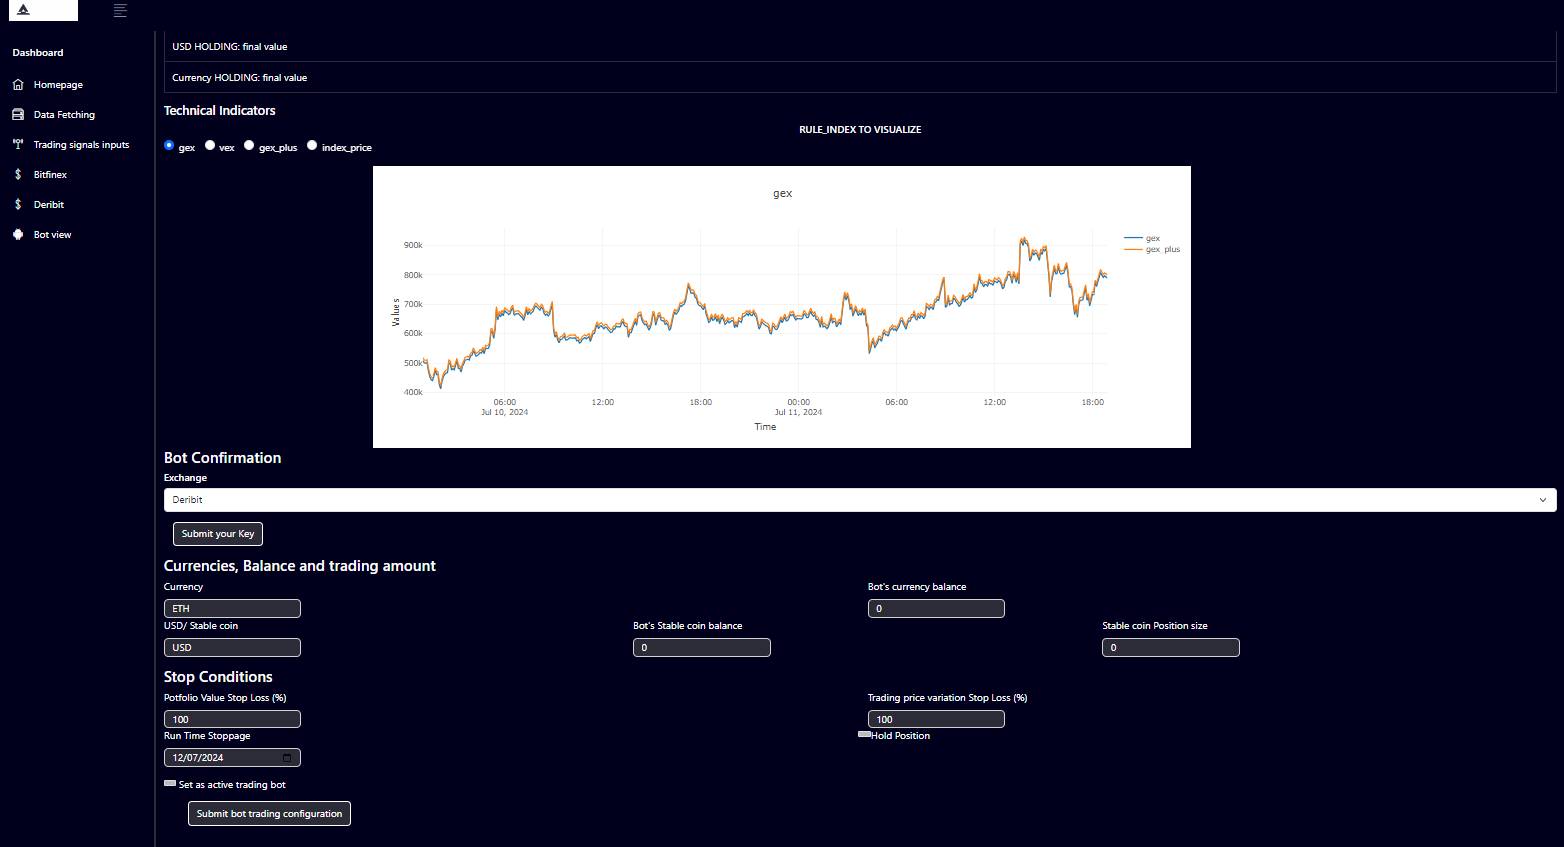 Dashboard
Homepage
Data Fetching
Trading signals inputs
Bitfinex
Deribit
Bot view
USD HOLDING: final value
Currency HOLDING: final value
Technical Indicators
RULE_INDEX TO VISUALIZE
gex vex gex_plus index_price
gex
gex
gex_plus
900k
800k
700k
600k
500k
400k
Values
06:00 12:00 18:00 00:00 06:00 12:00 18:00
Jul 10, 2024 Jul 11, 2024
Time
Bot Confirmation
Exchange
Deribit
Submit your Key
Currencies, Balance and trading amount
Currency Bot's currency balance
ETH 0
USD/ Stable coin Bot's Stable coin balance Stable coin Position size
USD 0 0
Stop Conditions
Potfolio Value Stop Loss (%) Trading price variation Stop Loss (%)
100 100
Run Time Stoppage Hold Position
12/07/2024
Set as active trading bot
Submit bot trading configuration